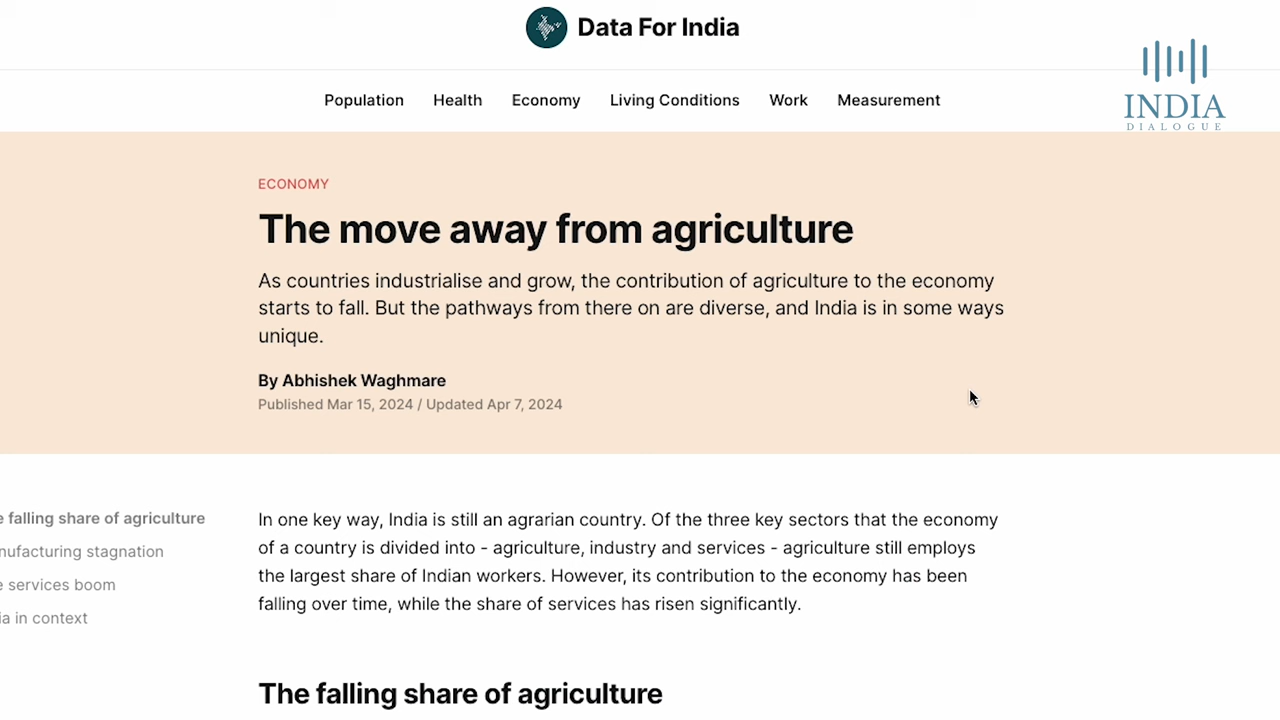 Data For India
INDIA
DIALOGUE
Population Health Economy Living Conditions Work Measurement
ECONOMY
The move away from agriculture
As countries industrialise and grow, the contribution of agriculture to the economy
starts to fall. But the pathways from there on are diverse, and India is in some ways
unique.
By Abhishek Waghmare
Published Mar 15, 2024 / Updated Apr 7, 2024
falling share of agriculture
stagnation
services boom
in context
In one key way, India is still an agrarian country. Of the three key sectors that the economy
of a country is divided into - agriculture, industry and services - agriculture still employs
the largest share of Indian workers. However, its contribution to the economy has been
falling over time, while the share of services has risen significantly.
The falling share of agriculture